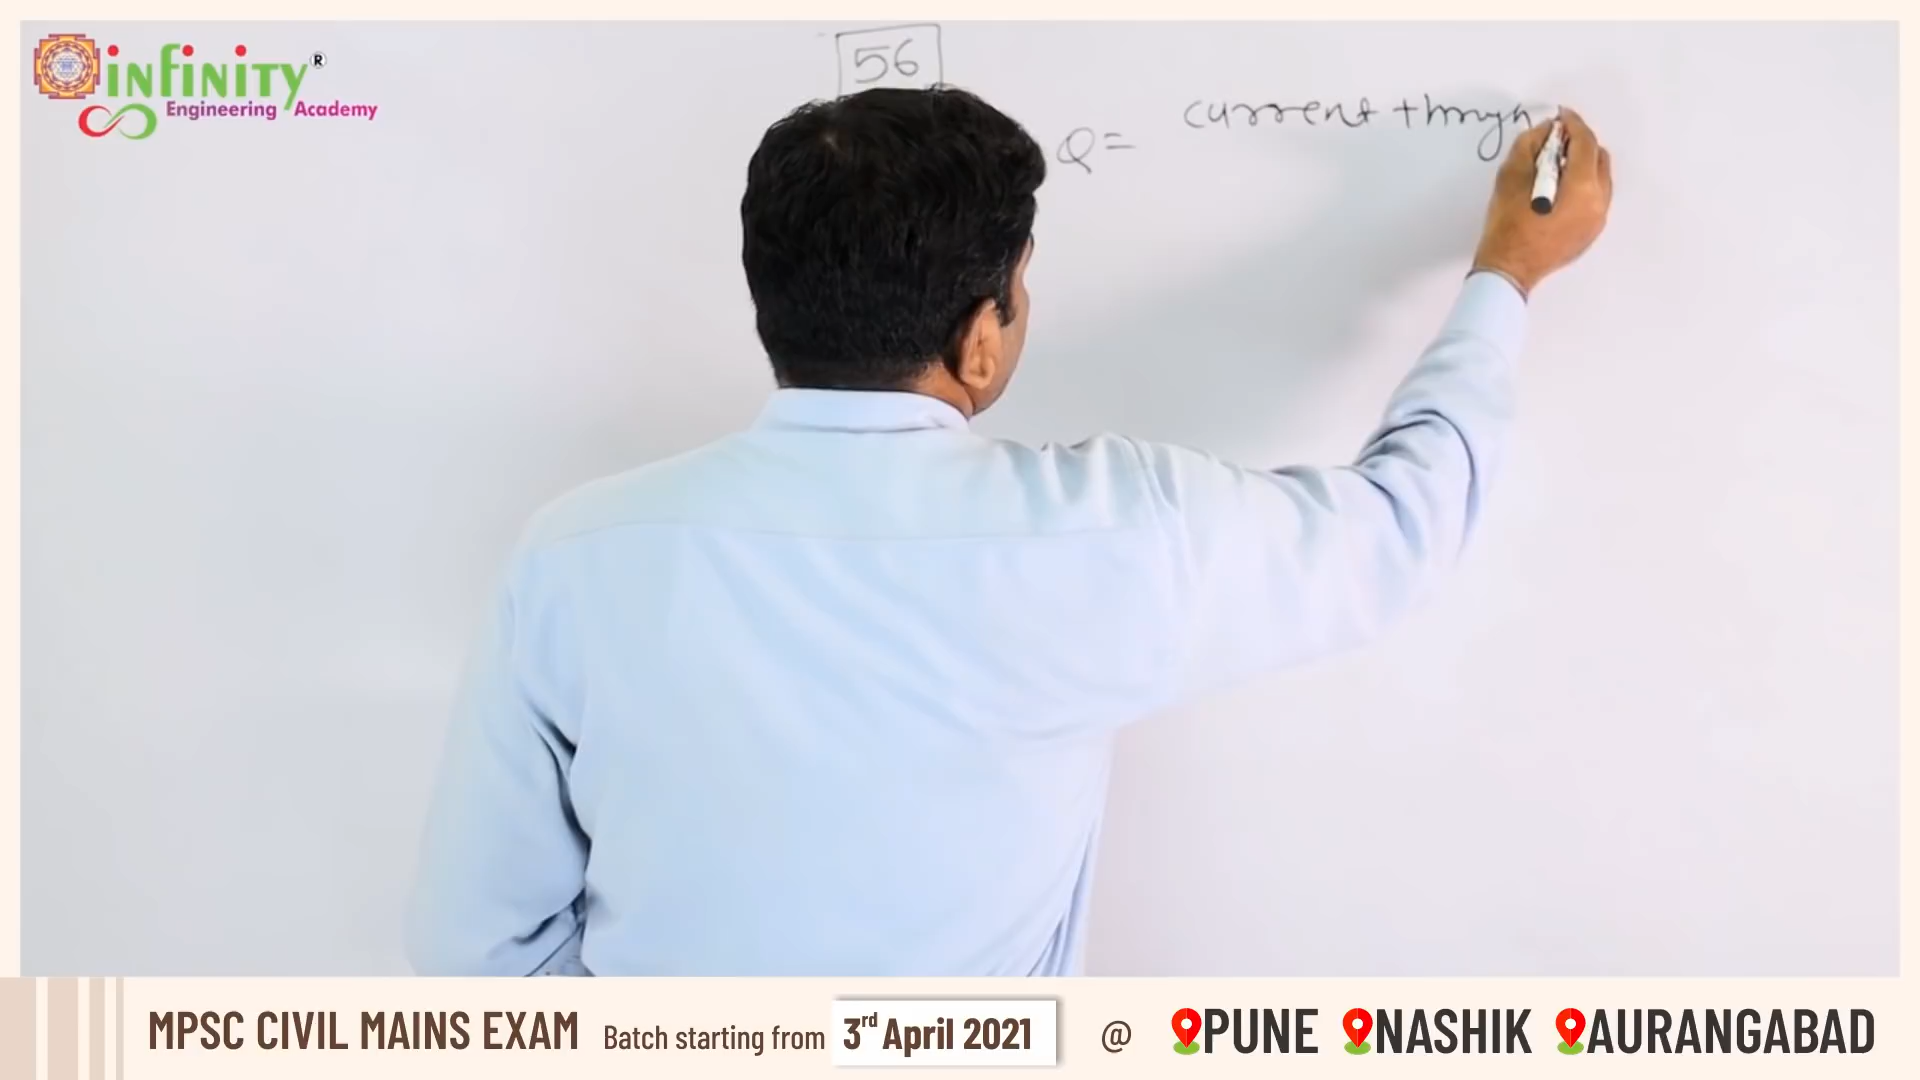 infinity®
Engineering Academy
56
Q = current through
MPSC CIVIL MAINS EXAM Batch starting from 3rd April 2021 @ PUNE NASHIK AURANGABAD